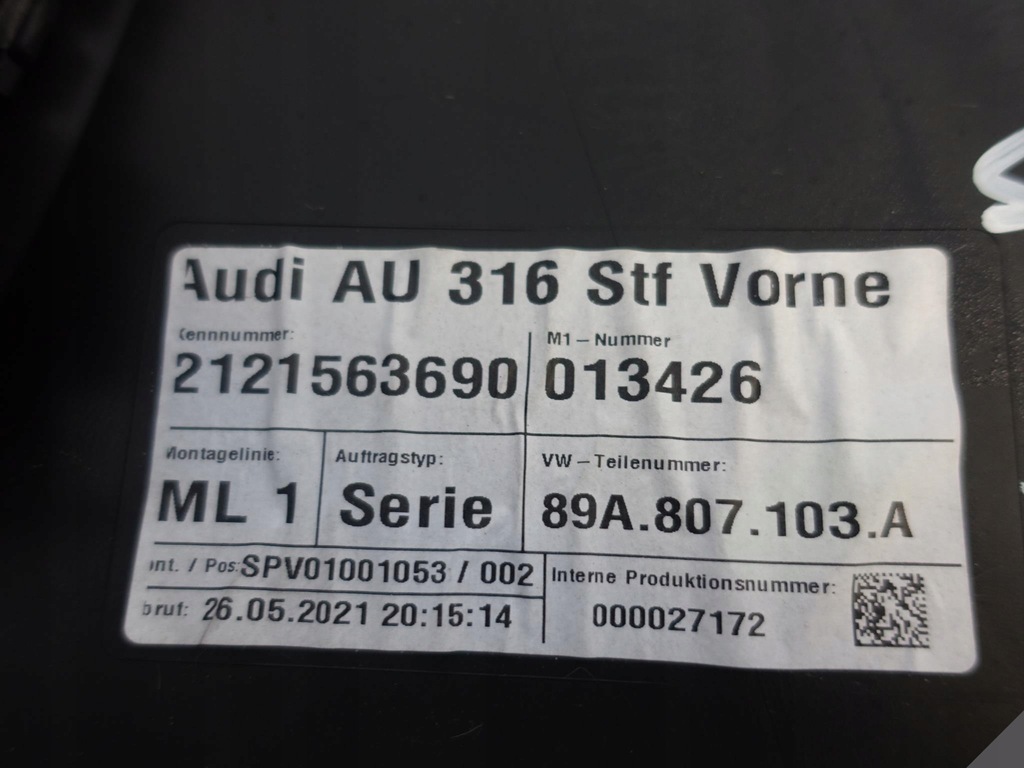 Audi AU 316 Stf Vorne
Kennnummer: M1-Nummer
2121563690 013426
Montagelinie: Auftragstyp: VW-Teilenummer:
ML 1 Serie 89A.807.103.A
/ Pos: SPV01001053 / 002 Interne Produktionsnummer:
26.05.2021 20:15:14 000027172